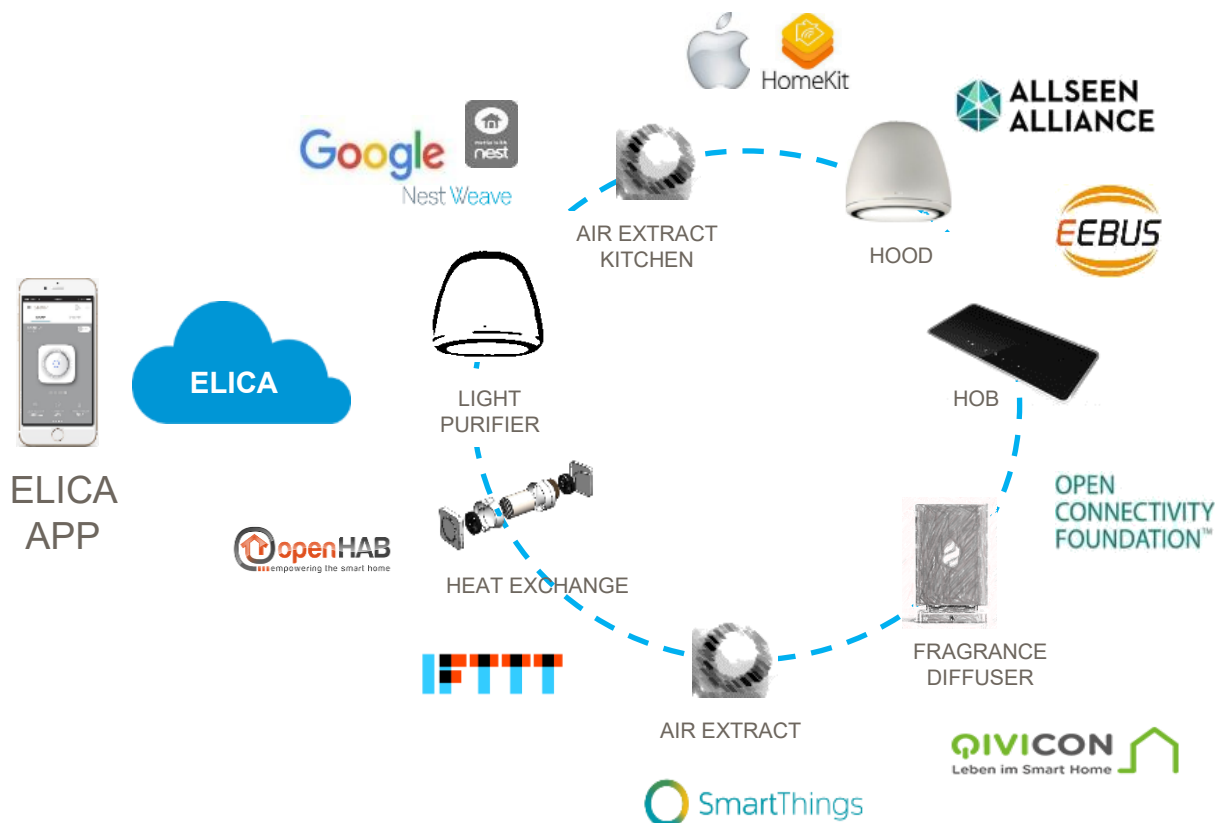 HomeKit
ALLSEEN
ALLIANCE
Google
works with
nest
Nest Weave
AIR EXTRACT
KITCHEN
HOOD
EEBUS
ELICA
LIGHT
PURIFIER
HOB
ELICA
APP
openHAB
empowering the smart home
HEAT EXCHANGE
OPEN
CONNECTIVITY
FOUNDATION™
IFTTT
FRAGRANCE
DIFFUSER
AIR EXTRACT
QIVICON
Leben im Smart Home
SmartThings